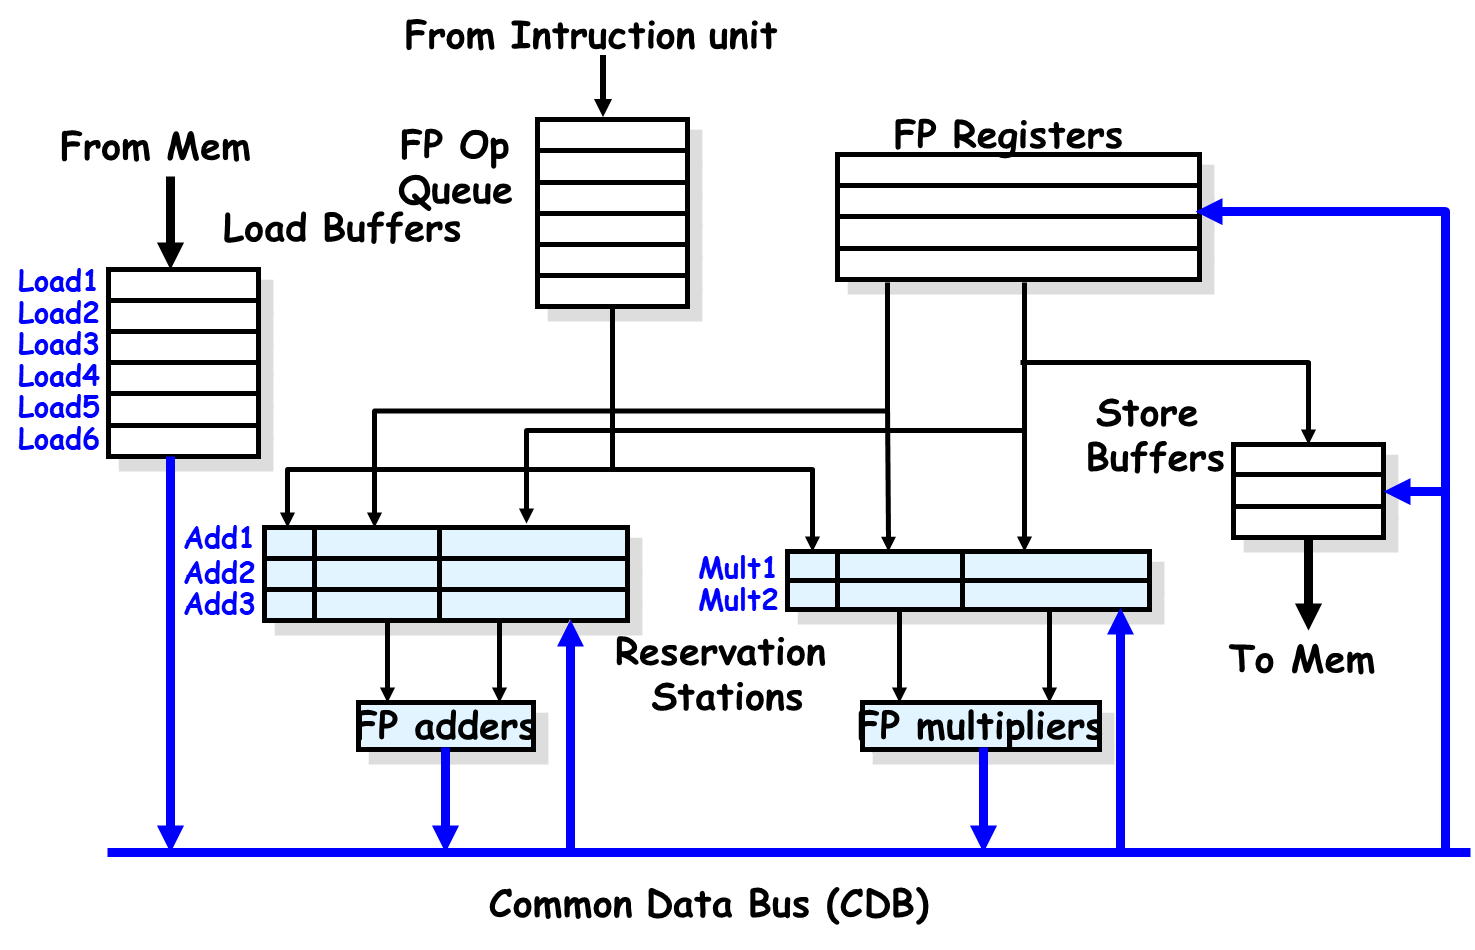 From Intruction unit
From Mem
FP Op
Queue
FP Registers
Load Buffers
Load1
Load2
Load3
Load4
Load5
Load6
Store
Buffers
Add1
Add2
Add3
Mult1
Mult2
Reservation
Stations
To Mem
FP adders
FP multipliers
Common Data Bus (CDB)